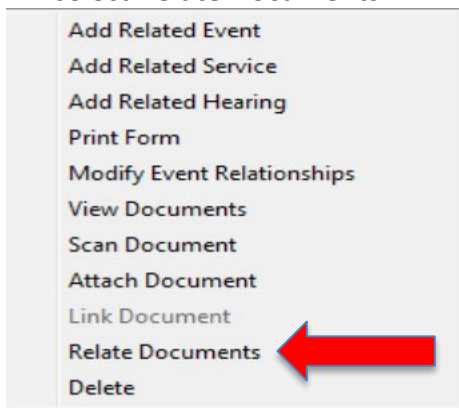 Add Related Event
Add Related Service
Add Related Hearing
Print Form
Modify Event Relationships
View Documents
Scan Document
Attach Document
Link Document
Relate Documents
Delete